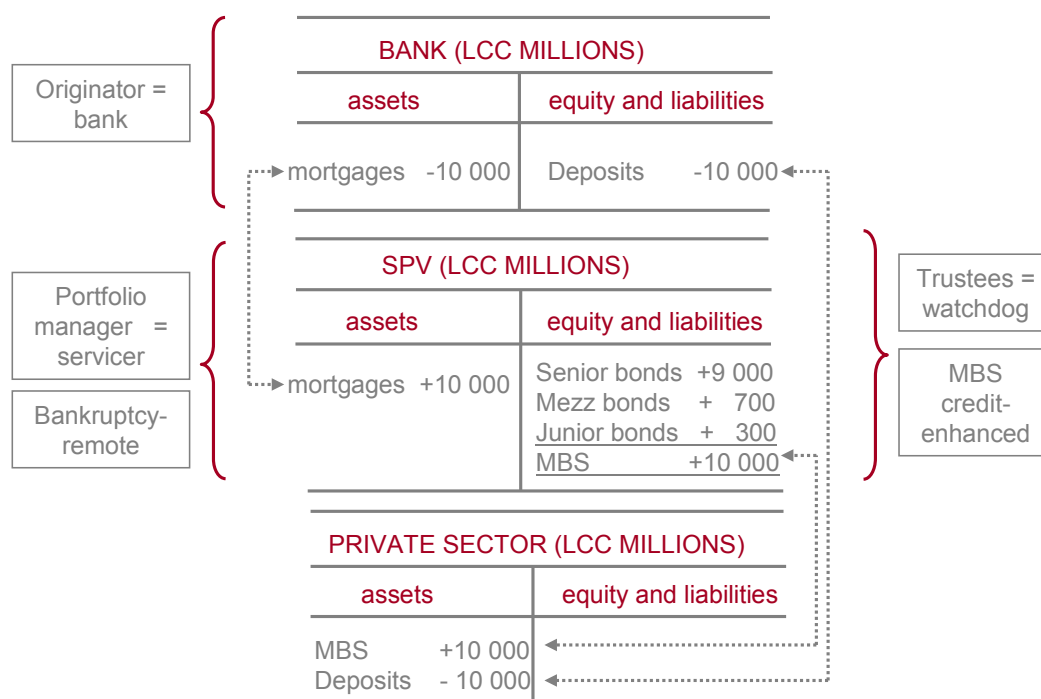 BANK (LCC MILLIONS)
Originator =
bank
assets equity and liabilities
mortgages -10 000 Deposits -10 000
SPV (LCC MILLIONS)
Portfolio
manager =
servicer
Bankruptcy-
remote
assets equity and liabilities
mortgages +10 000
Senior bonds +9 000
Mezz bonds + 700
Junior bonds + 300
MBS +10 000
Trustees =
watchdog
MBS
credit-
enhanced
PRIVATE SECTOR (LCC MILLIONS)
assets equity and liabilities
MBS +10 000
Deposits - 10 000